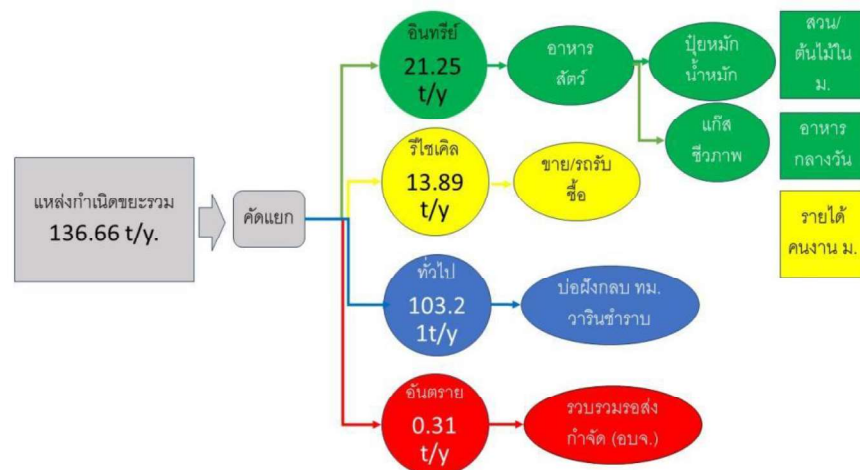 แหล่งกำเนิดขยะรวม
136.66 t/y.
คัดแยก
อินทรีย์
21.25
t/y
อาหาร
สัตว์
ปุ๋ยหมัก
น้ำหมัก
แก๊ส
ชีวภาพ
สวน/
ต้นไม้ใน
ม.
อาหาร
กลางวัน
รีไซเคิล
13.89
t/y
ขาย/รถรับ
ซื้อ
รายได้
คนงาน ม.
ทั่วไป
103.2
1t/y
บ่อฝังกลบ ทม.
วารินชำราบ
อันตราย
0.31
t/y
รวบรวมรอส่ง
กำจัด (อบจ.)